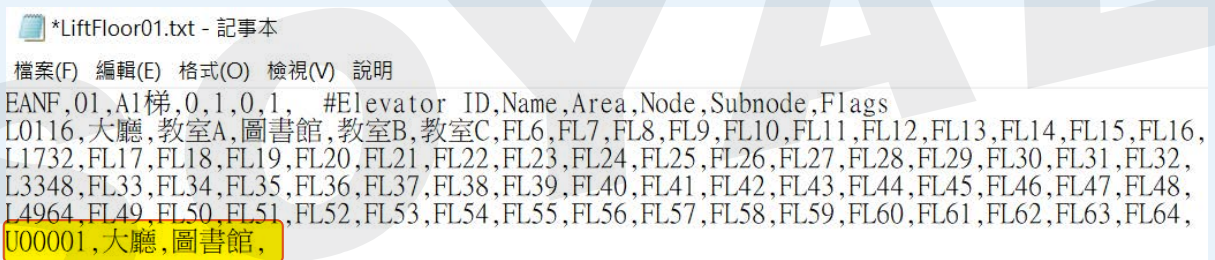 *LiftFloor01.txt - 記事本
檔案(F) 編輯(E) 格式(O) 檢視(V) 說明
EANF,01,A1梯,0,1,0,1, #Elevator ID,Name,Area,Node,Subnode,Flags
L0116,大廳,教室A,圖書館,教室B,教室C,FL6,FL7,FL8,FL9,FL10,FL11,FL12,FL13,FL14,FL15,FL16,
L1732,FL17,FL18,FL19,FL20,FL21,FL22,FL23,FL24,FL25,FL26,FL27,FL28,FL29,FL30,FL31,FL32,
L3348,FL33,FL34,FL35,FL36,FL37,FL38,FL39,FL40,FL41,FL42,FL43,FL44,FL45,FL46,FL47,FL48,
L4964,FL49,FL50,FL51,FL52,FL53,FL54,FL55,FL56,FL57,FL58,FL59,FL60,FL61,FL62,FL63,FL64,
U00001,大廳,圖書館,